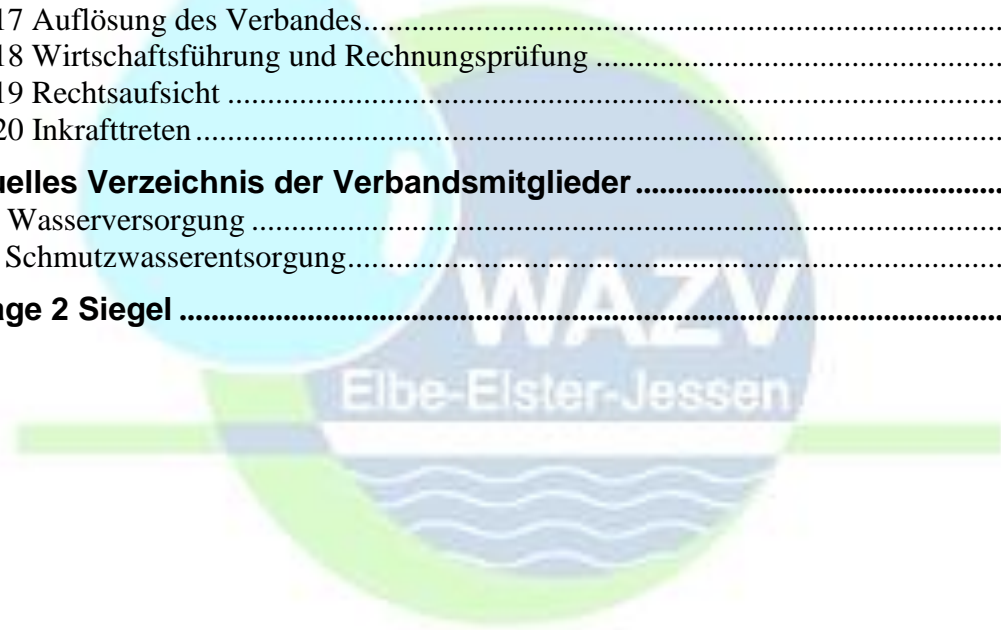 17 Auflösung des Verbandes..........
18 Wirtschaftsführung und Rechnungsprüfung ..........
19 Rechtsaufsicht ..........
20 Inkrafttreten ..........
uelles Verzeichnis der Verbandsmitglieder ..........
Wasserversorgung ..........
Schmutzwasserentsorgung..........
age 2 Siegel ..........
WAZV
Elbe-Elster-Jessen